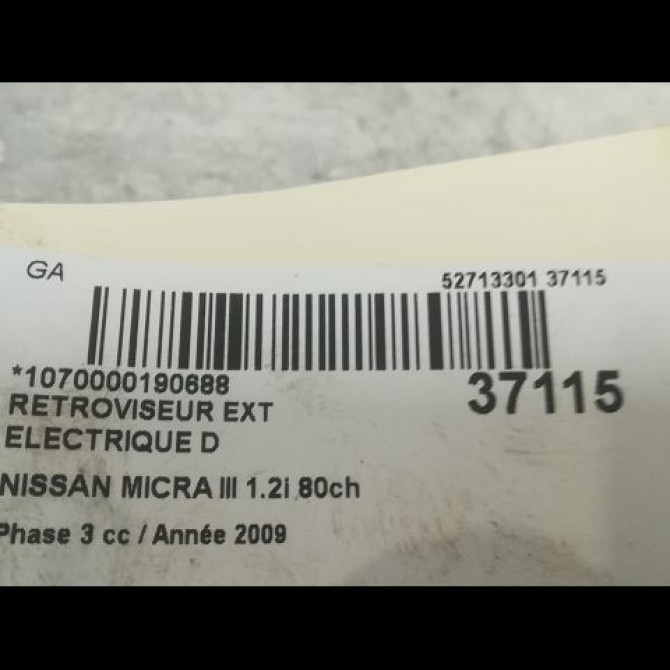 GA
52713301 37115
*1070000190688
37115
RETROVISEUR EXT
ELECTRIQUE D
NISSAN MICRA III 1.2i 80ch
Phase 3 cc / Année 2009